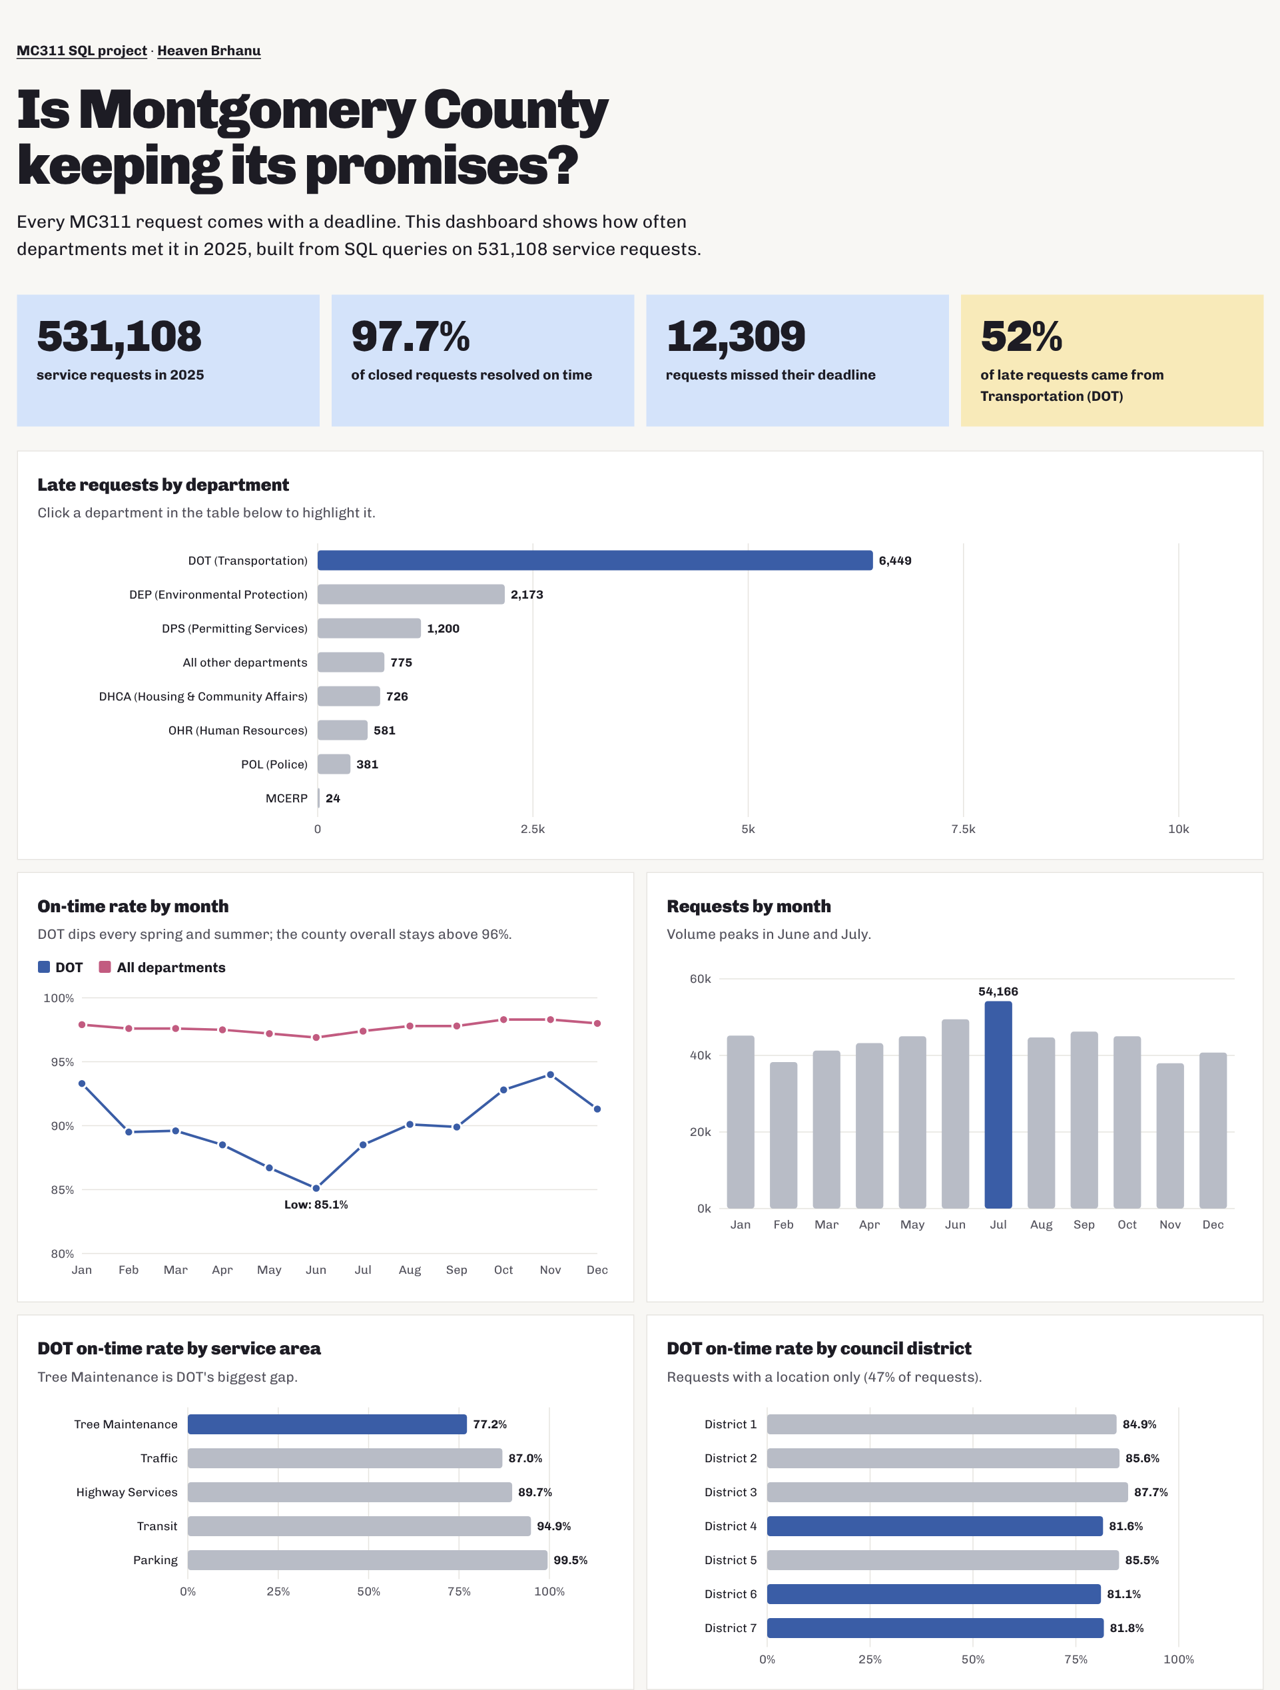 MC311 SQL project · Heaven Brhanu
Is Montgomery County
keeping its promises?
Every MC311 request comes with a deadline. This dashboard shows how often
departments met it in 2025, built from SQL queries on 531,108 service requests.
531,108
service requests in 2025
97.7%
of closed requests resolved on time
12,309
requests missed their deadline
52%
of late requests came from
Transportation (DOT)
Late requests by department
Click a department in the table below to highlight it.
DOT (Transportation) 6,449
DEP (Environmental Protection) 2,173
DPS (Permitting Services) 1,200
All other departments 775
DHCA (Housing & Community Affairs) 726
OHR (Human Resources) 581
POL (Police) 381
MCERP 24
0 2.5k 5k 7.5k 10k
On-time rate by month
DOT dips every spring and summer; the county overall stays above 96%.
DOT All departments
100%
95%
90%
85%
Low: 85.1%
80%
Jan Feb Mar Apr May Jun Jul Aug Sep Oct Nov Dec
Requests by month
Volume peaks in June and July.
60k
54,166
40k
20k
0k
Jan Feb Mar Apr May Jun Jul Aug Sep Oct Nov Dec
DOT on-time rate by service area
Tree Maintenance is DOT's biggest gap.
Tree Maintenance 77.2%
Traffic 87.0%
Highway Services 89.7%
Transit 94.9%
Parking 99.5%
0% 25% 50% 75% 100%
DOT on-time rate by council district
Requests with a location only (47% of requests).
District 1 84.9%
District 2 85.6%
District 3 87.7%
District 4 81.6%
District 5 85.5%
District 6 81.1%
District 7 81.8%
0% 25% 50% 75% 100%